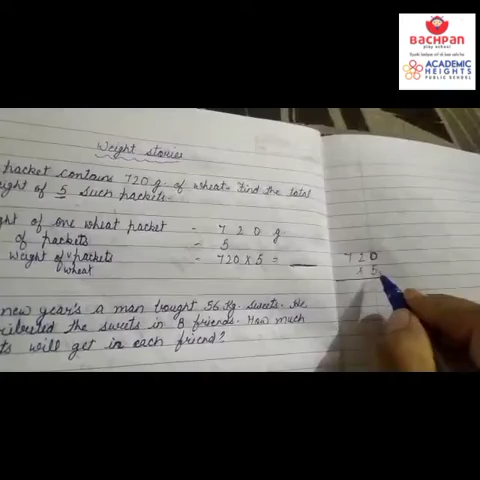 BACHPAN
play school
ACADEMIC
HEIGHTS
PUBLIC SCHOOL
Weight stories
packet contains 720 g. of wheat. Find the total
ight of 5 such packets.
ght of one wheat packet - 720 g
of packets - 5
weight of packets - 720 x 5 =
wheat
720
x 5
new year's a man bought 56 kg. sweets. He
the sweets in 8 friends. How much
ts will get in each friend?